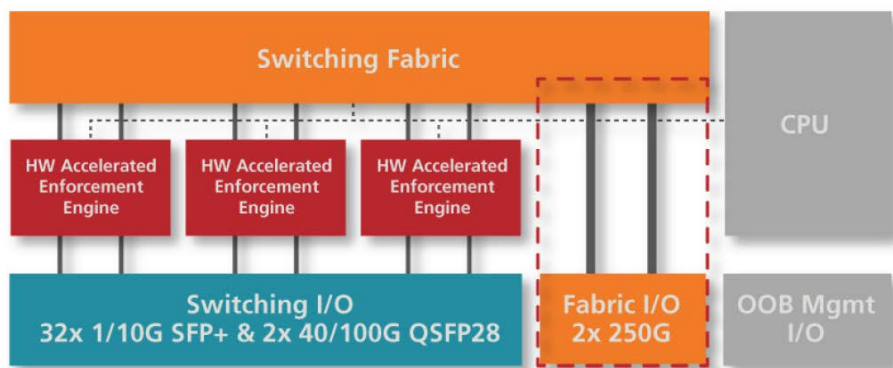 Switching Fabric
CPU
HW Accelerated
Enforcement
Engine
HW Accelerated
Enforcement
Engine
HW Accelerated
Enforcement
Engine
Switching I/O
32x 1/10G SFP+ & 2x 40/100G QSFP28
Fabric I/O
2x 250G
OOB Mgmt
I/O